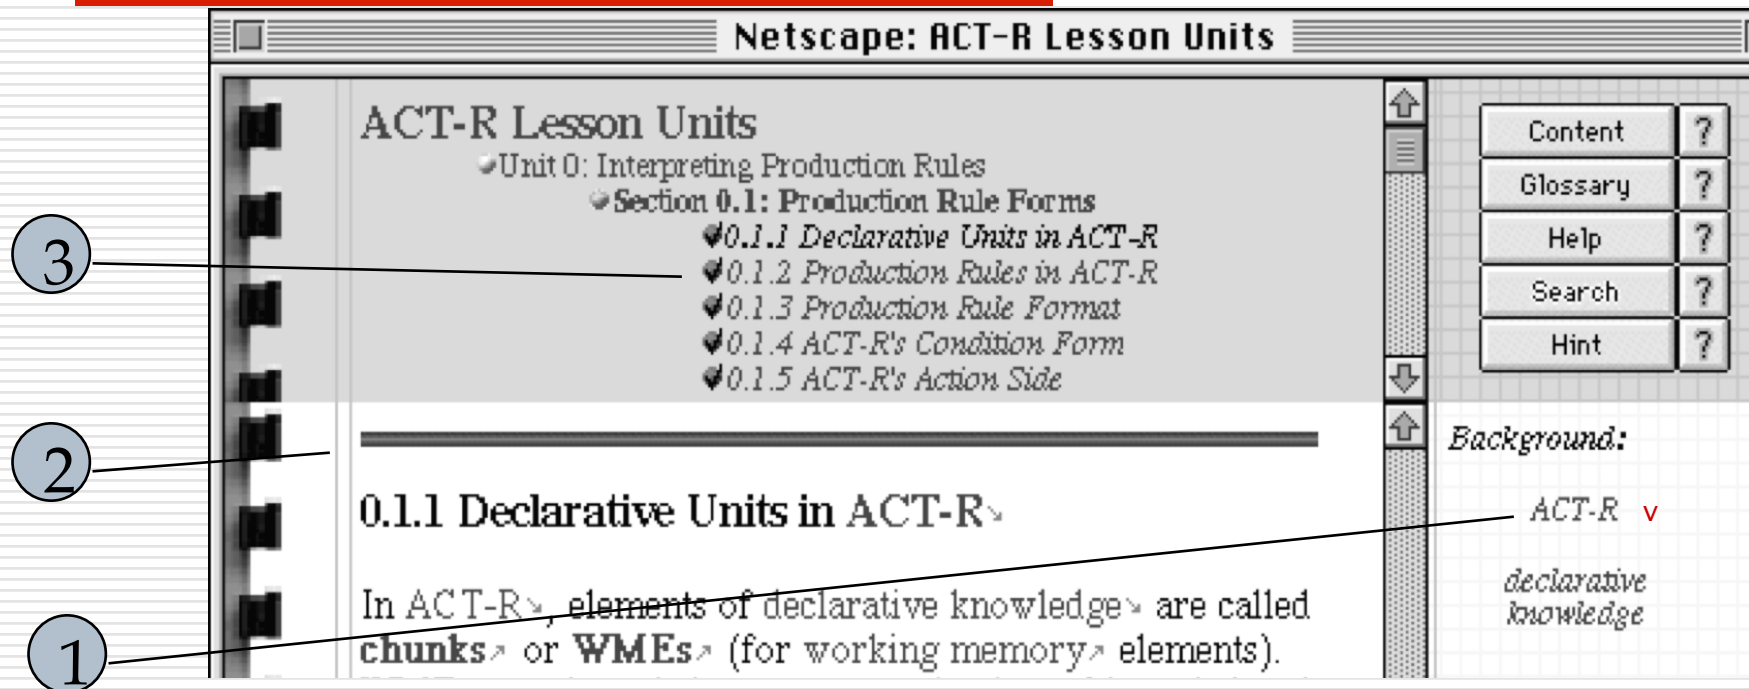 Netscape: ACT-R Lesson Units
ACT-R Lesson Units
Unit 0: Interpreting Production Rules
Section 0.1: Production Rule Forms
0.1.1 Declarative Units in ACT-R
0.1.2 Production Rules in ACT-R
0.1.3 Production Rule Format
0.1.4 ACT-R's Condition Form
0.1.5 ACT-R's Action Side
Content ?
Glossary ?
Help ?
Search ?
Hint ?
3
2
1
0.1.1 Declarative Units in ACT-R
In ACT-R, elements of declarative knowledge are called
chunks or WMEs (for working memory elements).
Background:
ACT-R v
declarative
knowledge